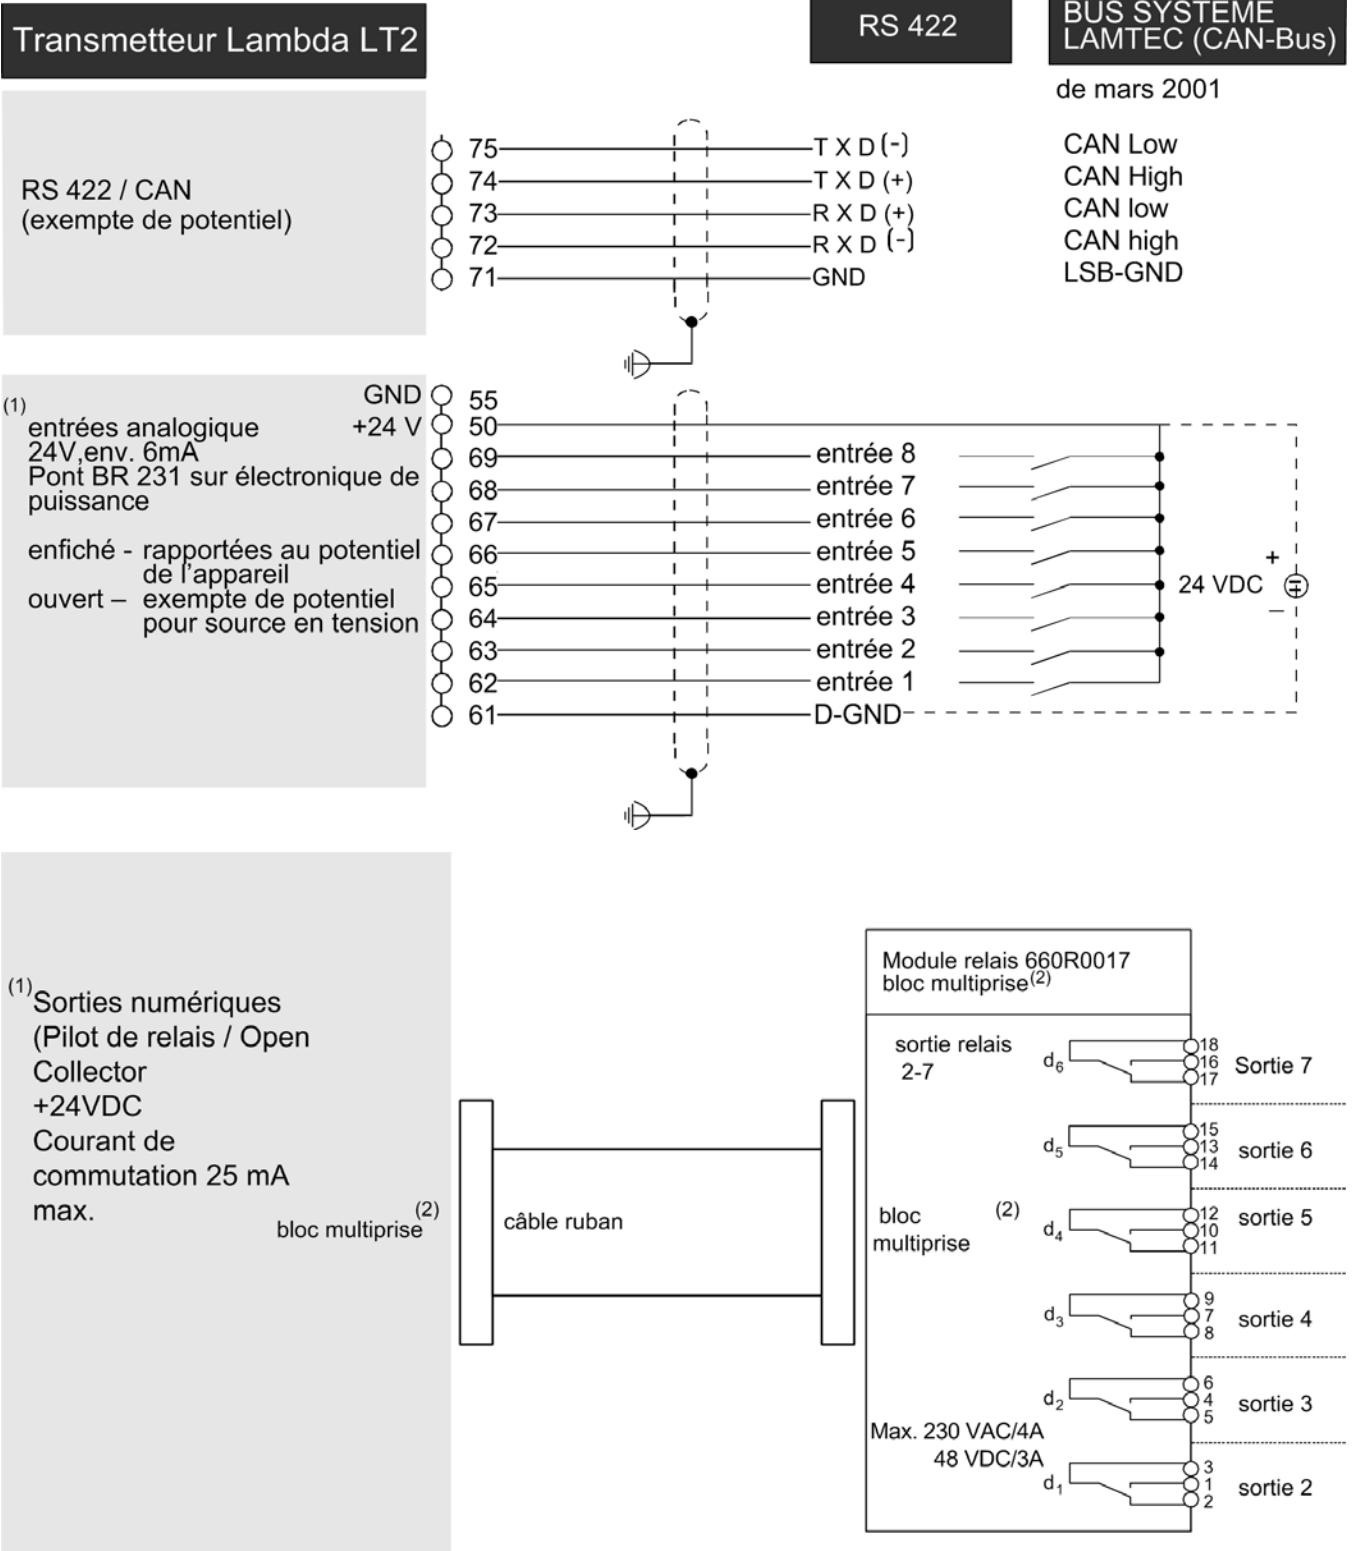 Transmetteur Lambda LT2
RS 422
BUS SYSTEME
LAMTEC (CAN-Bus)
de mars 2001
RS 422 / CAN
(exempte de potentiel)
75 T X D (-) CAN Low
74 T X D (+) CAN High
73 R X D (+) CAN low
72 R X D (-) CAN high
71 GND LSB-GND
(1)
entrées analogique
24V,env. 6mA
Pont BR 231 sur électronique de
puissance
enfiché - rapportées au potentiel
de l'appareil
ouvert – exempte de potentiel
pour source en tension
GND 55
+24 V 50
69 entrée 8
68 entrée 7
67 entrée 6
66 entrée 5
65 entrée 4
64 entrée 3
63 entrée 2
62 entrée 1
61 D-GND
+
24 VDC
–
(1) Sorties numériques
(Pilot de relais / Open
Collector
+24VDC
Courant de
commutation 25 mA
max.
bloc multiprise (2)
câble ruban
Module relais 660R0017
bloc multiprise (2)
sortie relais
2-7
bloc (2)
multiprise
Max. 230 VAC/4A
48 VDC/3A
d6 18 16 17 Sortie 7
d5 15 13 14 sortie 6
d4 12 10 11 sortie 5
d3 9 7 8 sortie 4
d2 6 4 5 sortie 3
d1 3 1 2 sortie 2